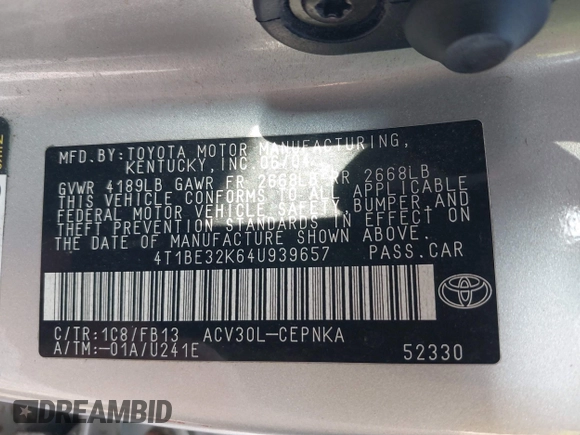 MFD.BY: TOYOTA MOTOR MANUFACTURING,
KENTUCKY, INC. 06/04
GVWR 4189LB GAWR FR 2668LB RR 2668LB
THIS VEHICLE CONFORMS TO ALL APPLICABLE
FEDERAL MOTOR VEHICLE SAFETY, BUMPER, AND
THEFT PREVENTION STANDARDS IN EFFECT ON
THE DATE OF MANUFACTURE SHOWN ABOVE.
4T1BE32K64U939657 PASS.CAR
C/TR:1C8/FB13 ACV30L-CEPNKA
A/TM:-01A/U241E 52330
DREAMBID